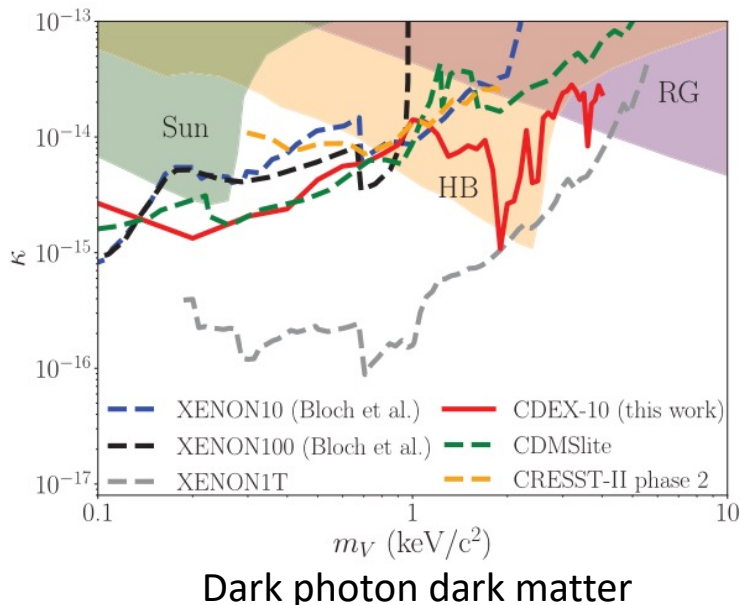 10⁻¹³
10⁻¹⁴
10⁻¹⁵
10⁻¹⁶
10⁻¹⁷
κ
Sun
HB
RG
XENON10 (Bloch et al.)
XENON100 (Bloch et al.)
XENON1T
CDEX-10 (this work)
CDMSlite
CRESST-II phase 2
0.1 1 10
m_V (keV/c²)
Dark photon dark matter